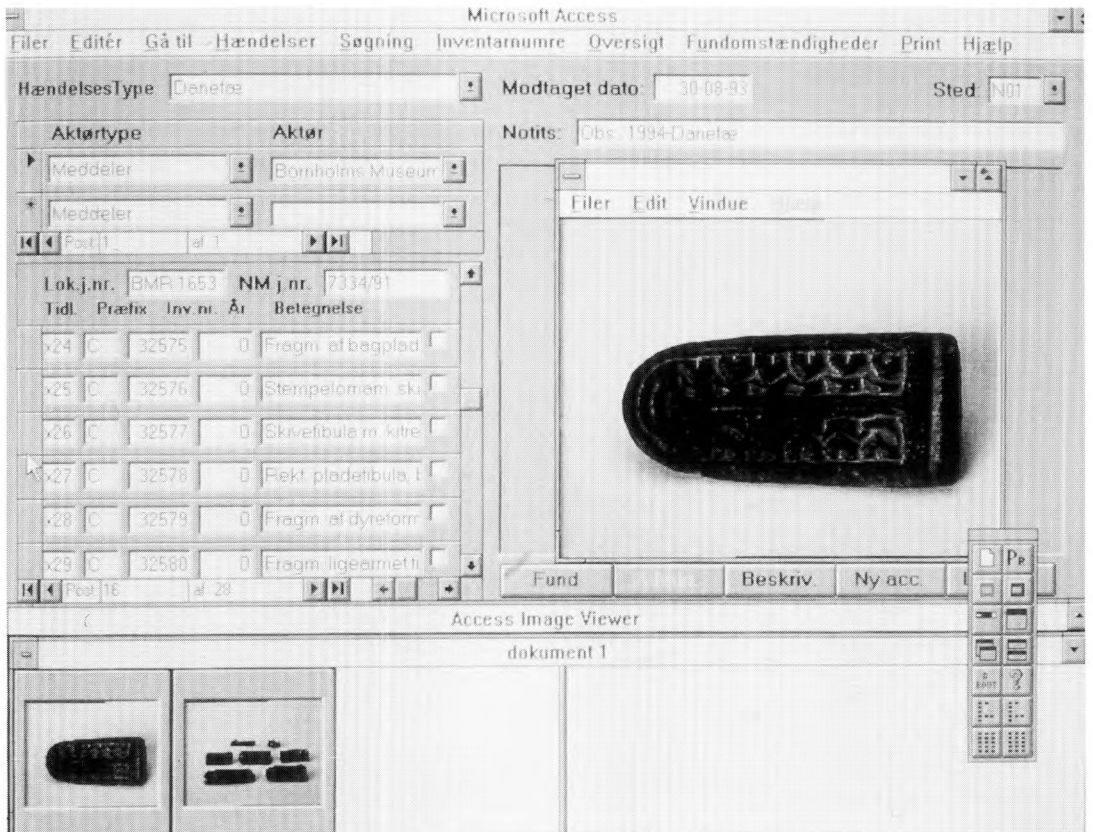 Microsoft Access
Filer Editér Gå til Hændelser Søgning Inventarnumre Oversigt Fundomstændigheder Print Hjælp
HændelsesType Danefæ
Modtaget dato: 30-08-93 Sted: N01
Aktørtype Aktør
Notits: Obs. 1994-Danefæ
Meddeler Bornholms Museum
Meddeler
Post 1 af 1
Filer Edit Vindue Hjælp
Lok.j.nr. BMR 1653 NM j.nr. 7334/91
Tidl. Præfix Inv.nr. År Betegnelse
x24 C 32575 0 Fragm. af bagplad.
x25 C 32576 0 Stempelornam. ski
x26 C 32577 0 Skivefibula m. kitre
x27 C 32578 0 Rekt. pladefibula, b
x28 C 32579 0 Fragm. af dyreform
x29 C 32580 0 Fragm. ligearmet fi
Post 16 af 28
Fund Beskriv. Ny acc.
Access Image Viewer
dokument 1